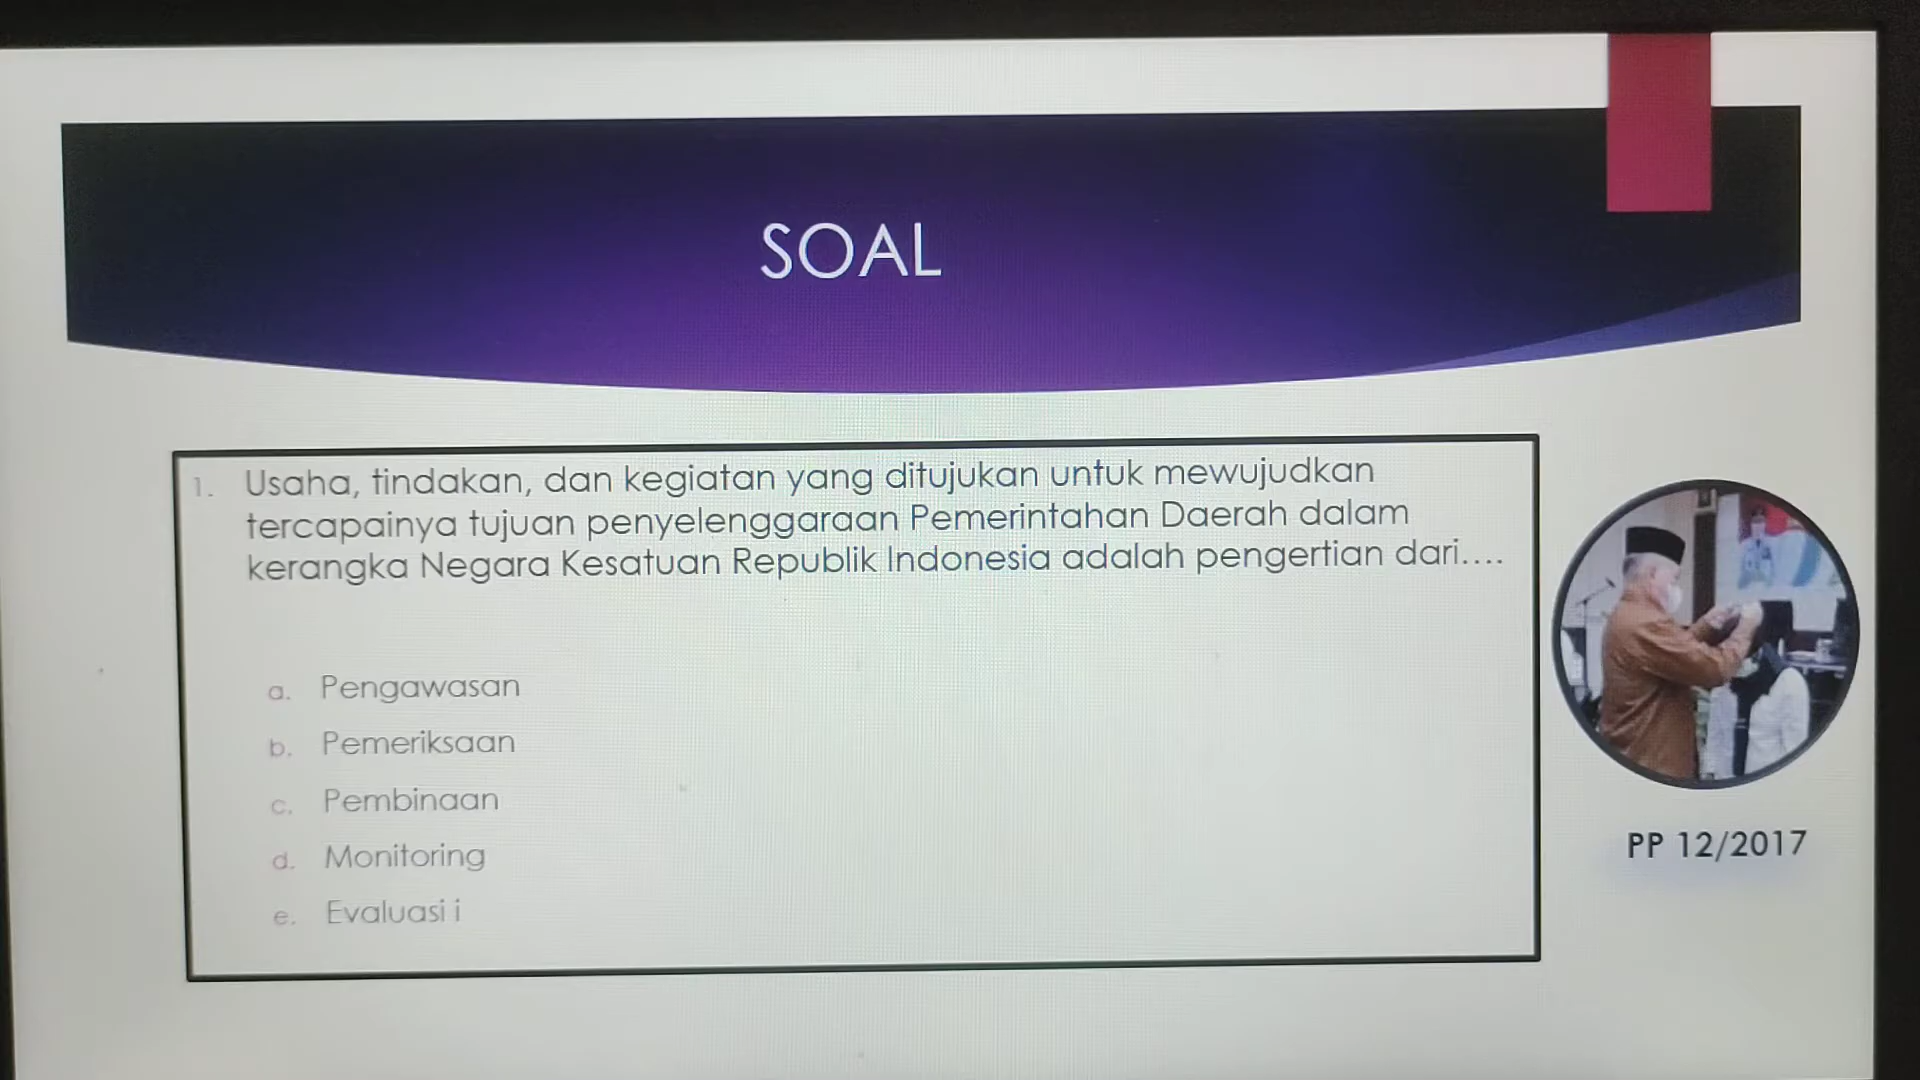 SOAL
1. Usaha, tindakan, dan kegiatan yang ditujukan untuk mewujudkan
tercapainya tujuan penyelenggaraan Pemerintahan Daerah dalam
kerangka Negara Kesatuan Republik Indonesia adalah pengertian dari....
a. Pengawasan
b. Pemeriksaan
c. Pembinaan
d. Monitoring
e. Evaluasi i
PP 12/2017